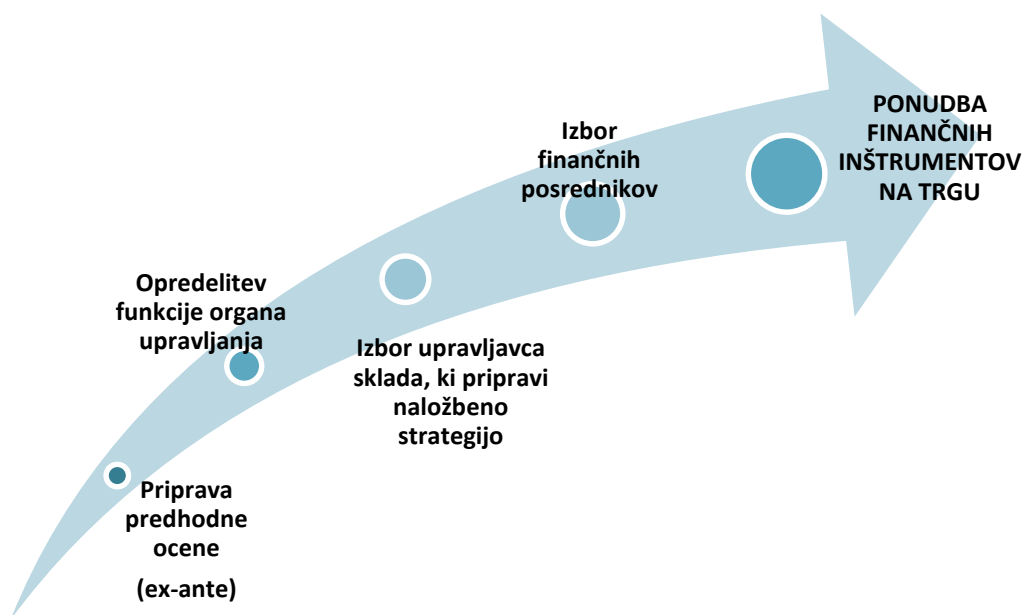 Priprava
predhodne
ocene
(ex-ante)
Opredelitev
funkcije organa
upravljanja
Izbor upravljavca
sklada, ki pripravi
naložbeno
strategijo
Izbor
finančnih
posrednikov
PONUDBA
FINANČNIH
INŠTRUMENTOV
NA TRGU